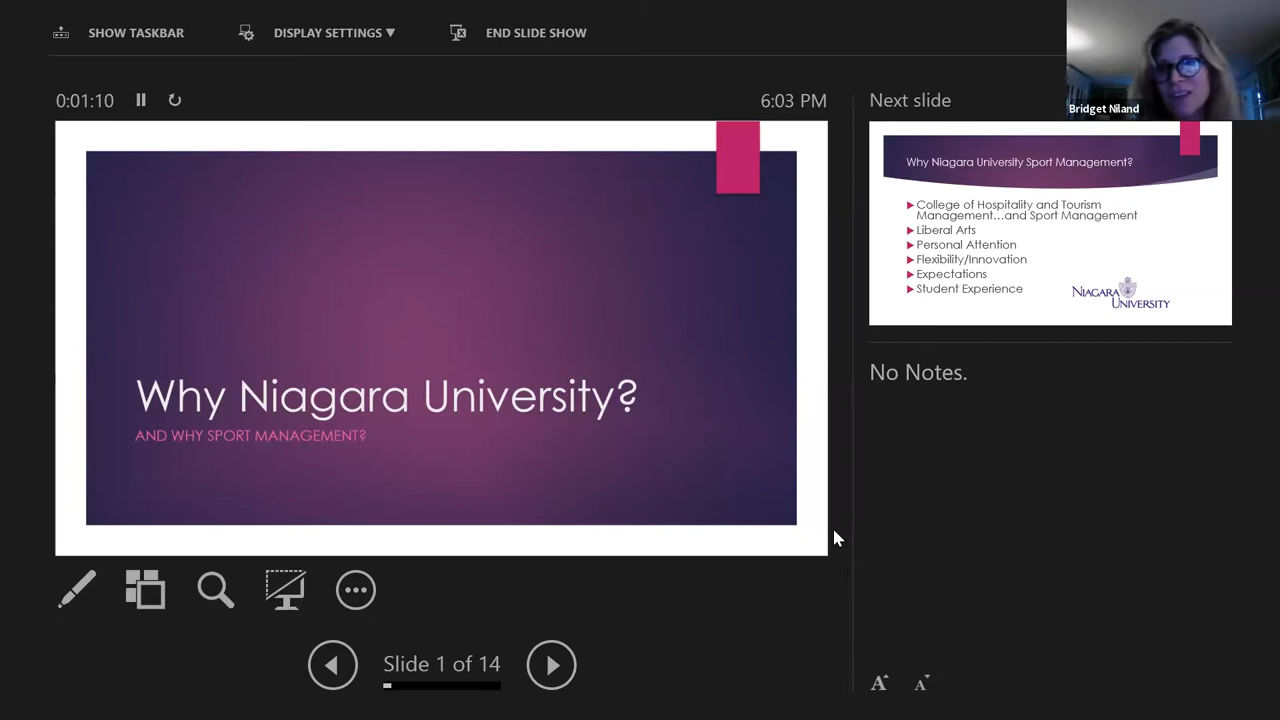 SHOW TASKBAR
DISPLAY SETTINGS ▼
END SLIDE SHOW
Bridget Niland
0:01:10
6:03 PM
Why Niagara University?
AND WHY SPORT MANAGEMENT?
Slide 1 of 14
Next slide
Why Niagara University Sport Management?
College of Hospitality and Tourism
Management...and Sport Management
Liberal Arts
Personal Attention
Flexibility/Innovation
Expectations
Student Experience
NIAGARA
UNIVERSITY
No Notes.
A A